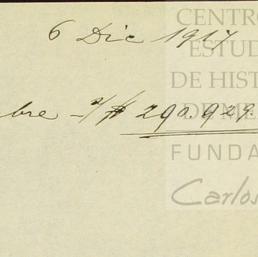 6 Dic 1917
CENTRO
ESTUD
DE HIST
bre - $ 290.929
FUNDA
Carlos